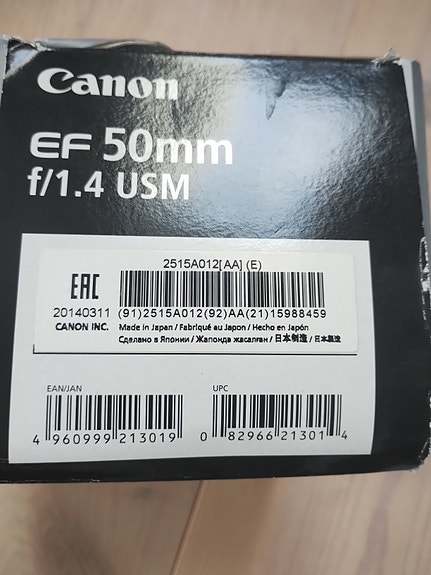 Canon
EF 50mm
f/1.4 USM
2515A012[AA] (E)
EAC
20140311 (91)2515A012(92)AA(21)15988459
CANON INC. Made in Japan / Fabriqué au Japon / Hecho en Japón
Сделано в Японии / Жапонда жасалған / 日本制造 / 日本製造
EAN/JAN UPC
4 960999 213019 0 82966 21301 4